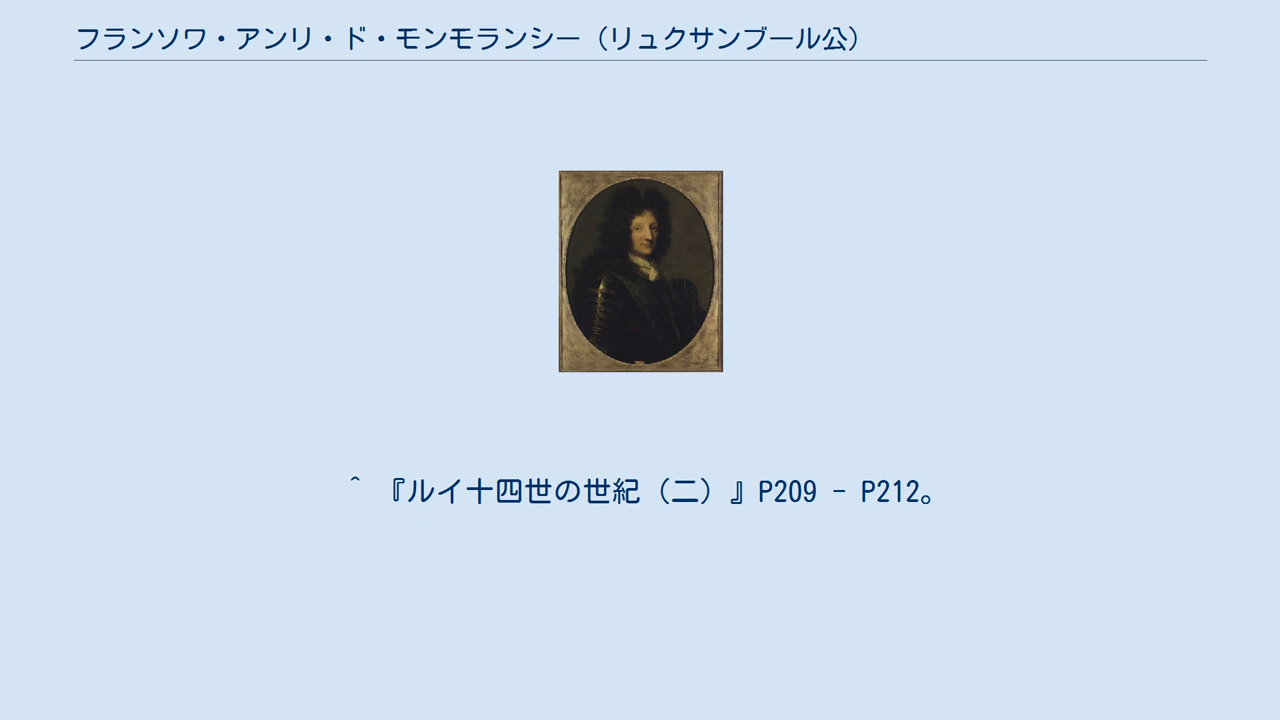 フランソワ・アンリ・ド・モンモランシー（リュクサンブール公）
^ 『ルイ十四世の世紀（二）』P209 - P212。